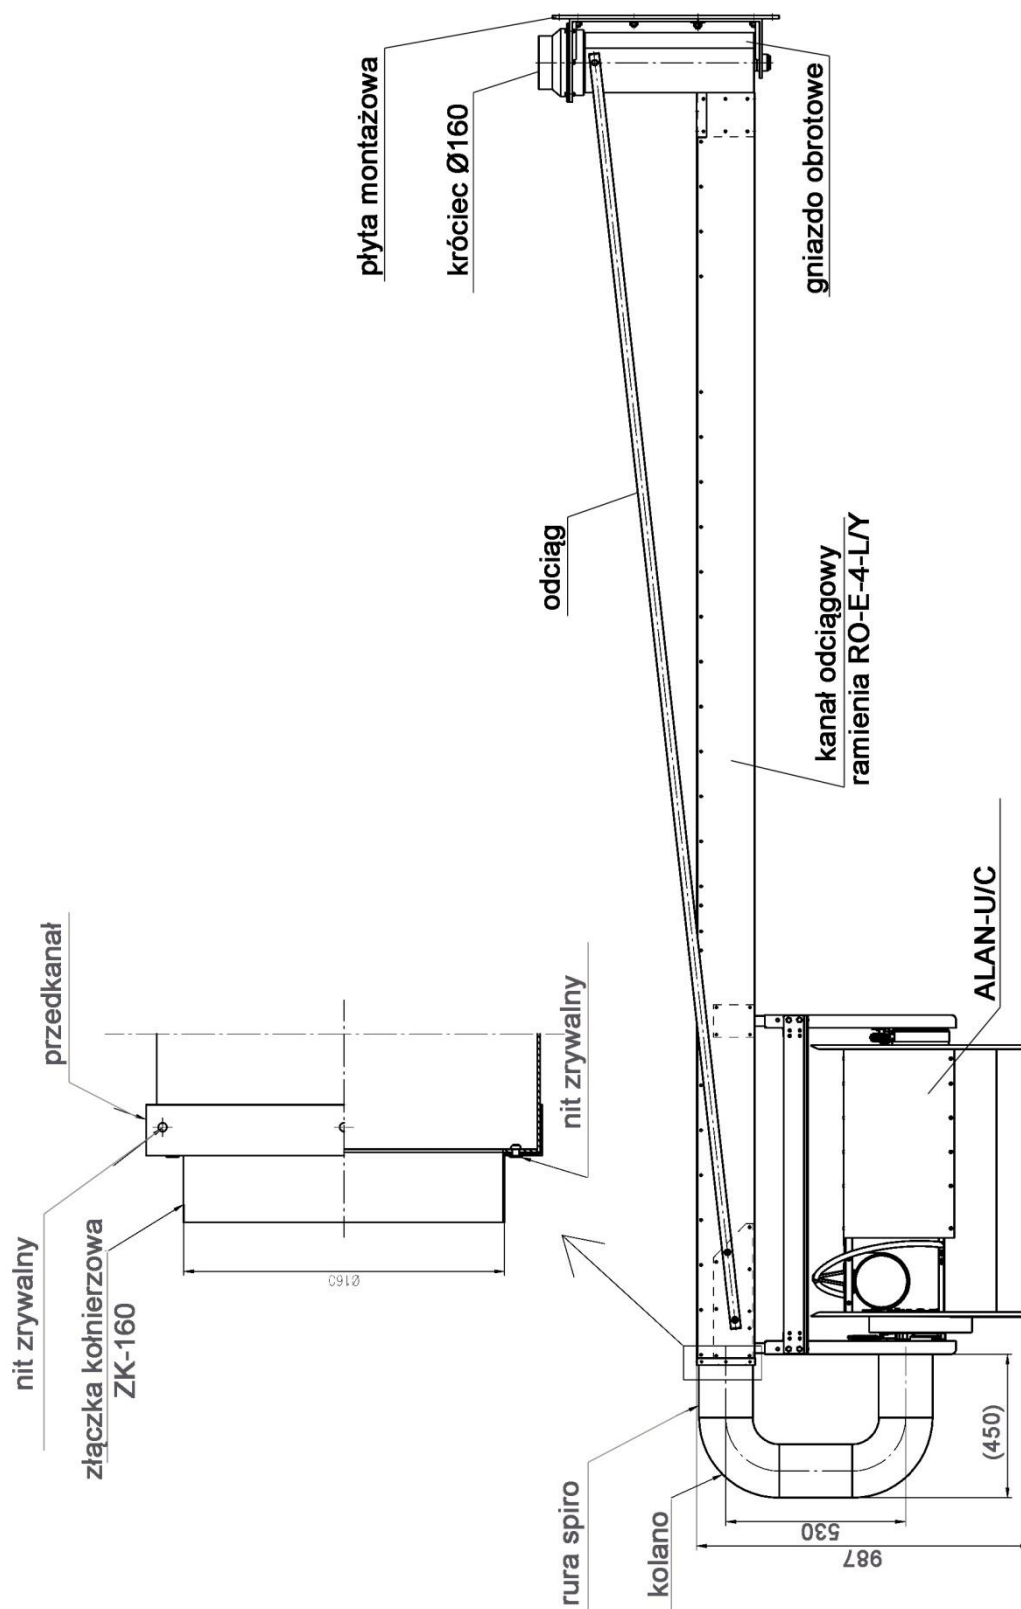 nit zrywalny
przedkanał
złączka kołnierzowa
ZK-160
Ø160
nit zrywalny
płyta montażowa
króciec Ø160
odciąg
gniazdo obrotowe
kanał odciągowy
ramienia RO-E-4-L/Y
ALAN-U/C
rura spiro
kolano
530
987
(450)